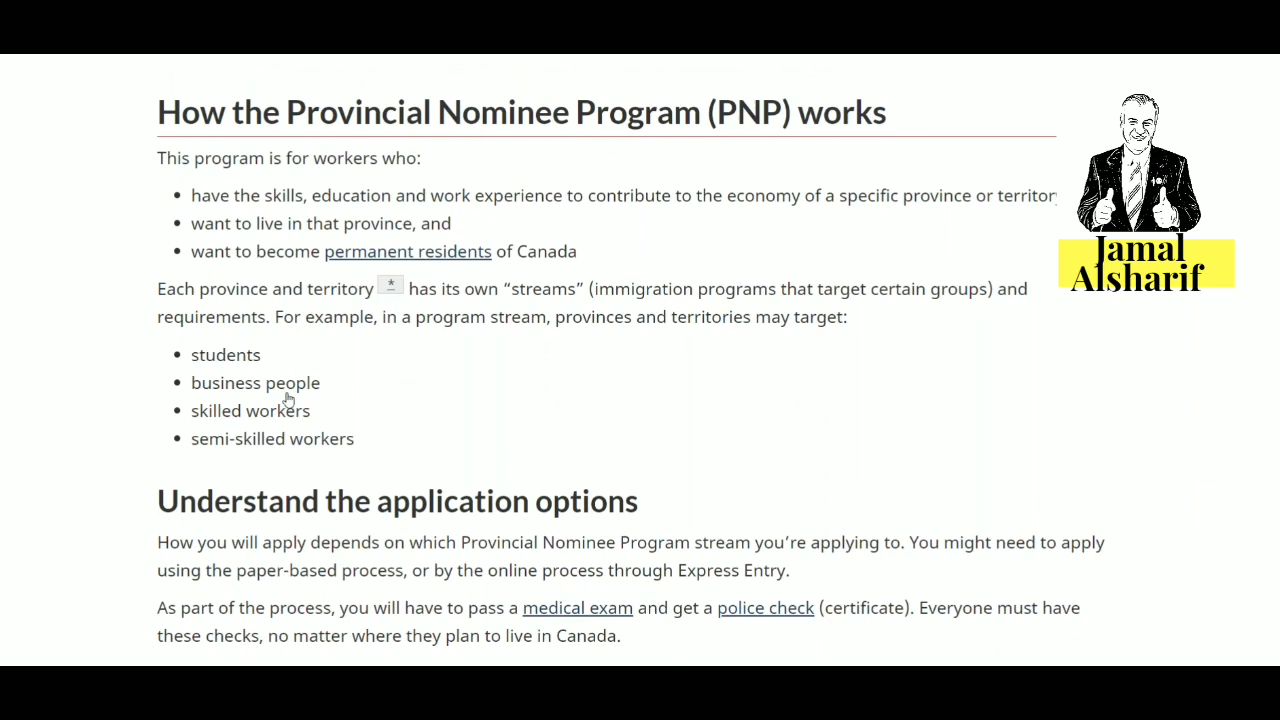 How the Provincial Nominee Program (PNP) works
This program is for workers who:
have the skills, education and work experience to contribute to the economy of a specific province or territory
want to live in that province, and
want to become permanent residents of Canada
Each province and territory * has its own “streams” (immigration programs that target certain groups) and
requirements. For example, in a program stream, provinces and territories may target:
students
business people
skilled workers
semi-skilled workers
Understand the application options
How you will apply depends on which Provincial Nominee Program stream you’re applying to. You might need to apply
using the paper-based process, or by the online process through Express Entry.
As part of the process, you will have to pass a medical exam and get a police check (certificate). Everyone must have
these checks, no matter where they plan to live in Canada.
Jamal
Alsharif